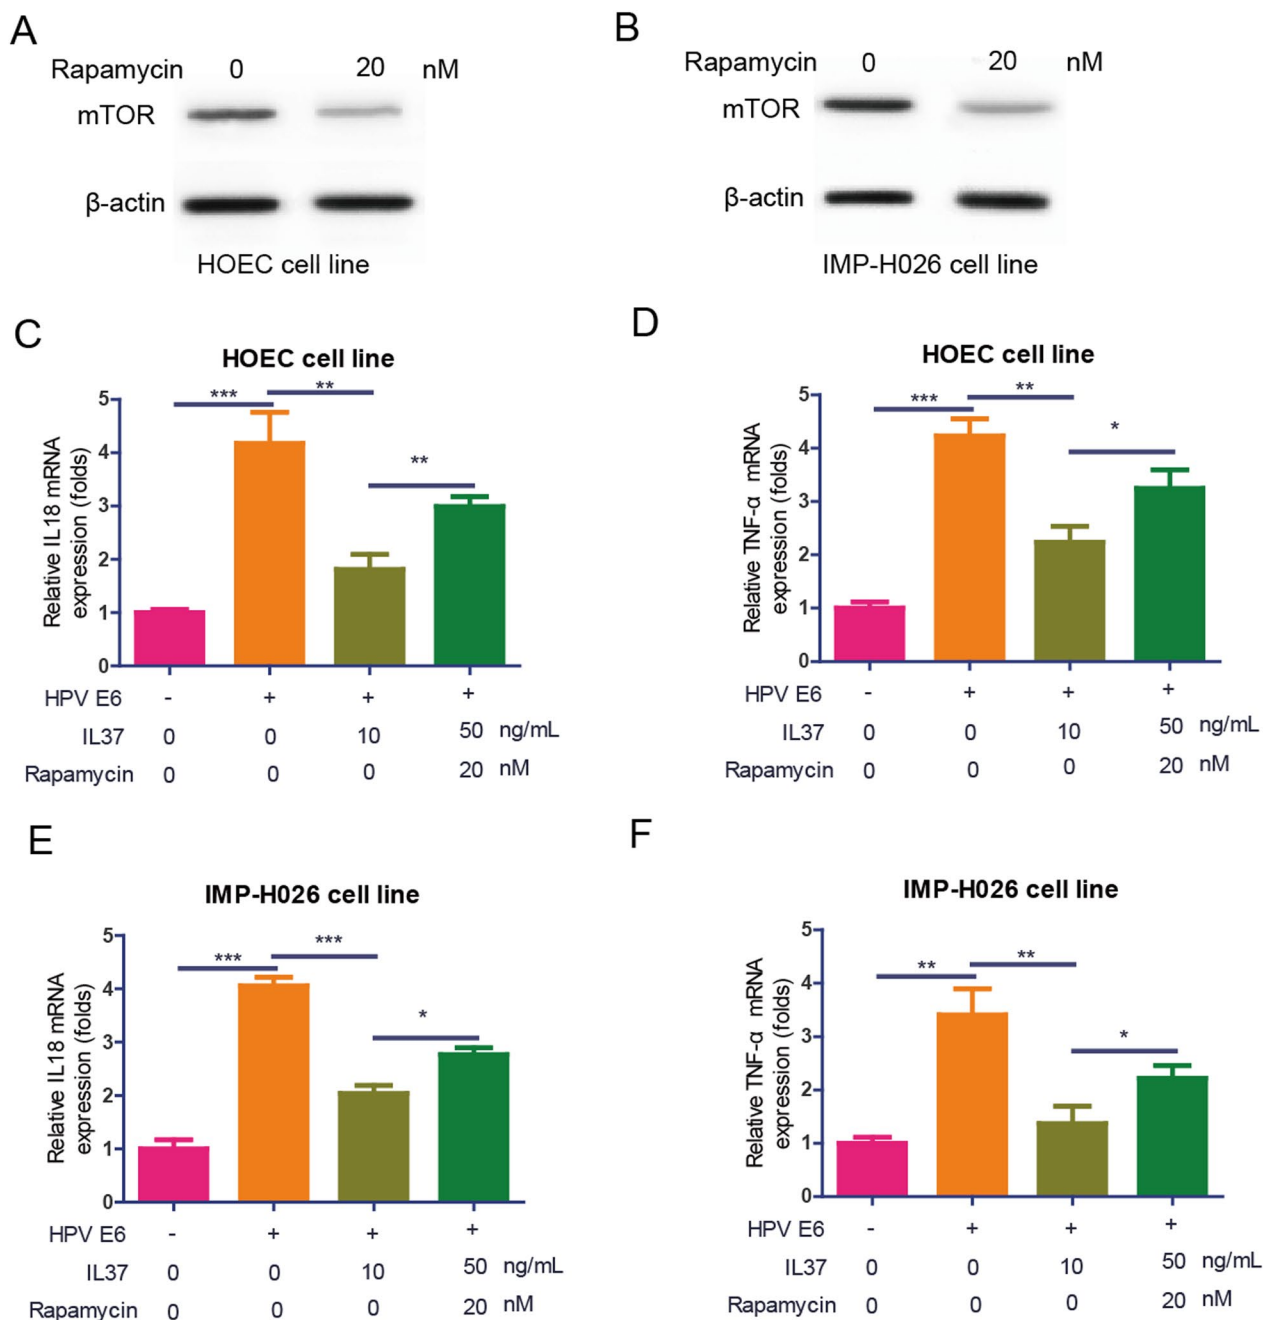 A
Rapamycin 0 20 nM
mTOR
β-actin
HOEC cell line
B
Rapamycin 0 20 nM
mTOR
β-actin
IMP-H026 cell line
C
HOEC cell line
Relative IL18 mRNA
expression (folds)
5
4
3
2
1
0
*** **
**
HPV E6 - + + +
IL37 0 0 10 50 ng/mL
Rapamycin 0 0 0 20 nM
D
HOEC cell line
Relative TNF-α mRNA
expression (folds)
5
4
3
2
1
0
*** **
*
HPV E6 - + + +
IL37 0 0 10 50 ng/mL
Rapamycin 0 0 0 20 nM
E
IMP-H026 cell line
Relative IL18 mRNA
expression (folds)
5
4
3
2
1
0
*** ***
*
HPV E6 - + + +
IL37 0 0 10 50 ng/mL
Rapamycin 0 0 0 20 nM
F
IMP-H026 cell line
Relative TNF-α mRNA
expression (folds)
5
4
3
2
1
0
** **
*
HPV E6 - + + +
IL37 0 0 10 50 ng/mL
Rapamycin 0 0 0 20 nM